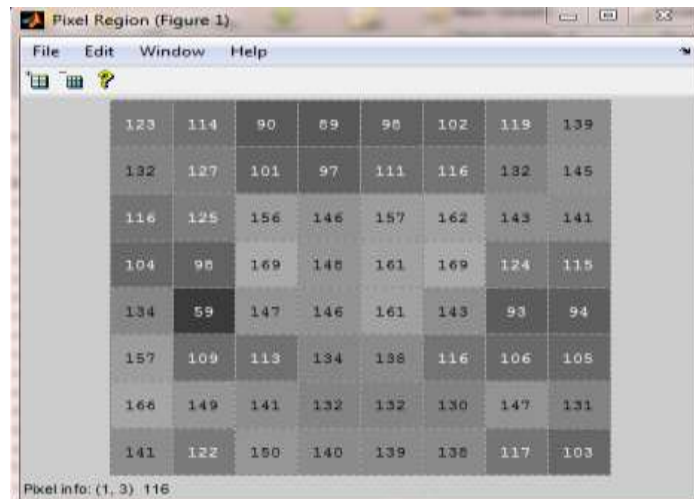 Pixel Region (Figure 1)
File Edit Window Help
123 114 90 89 98 102 119 139
132 127 101 97 111 116 132 145
116 125 156 146 157 162 143 141
104 98 169 148 161 169 124 115
134 59 147 146 161 143 93 94
157 109 113 134 138 116 106 105
166 149 141 132 132 130 147 131
141 122 150 140 139 138 117 103
Pixel info: (1, 3) 116